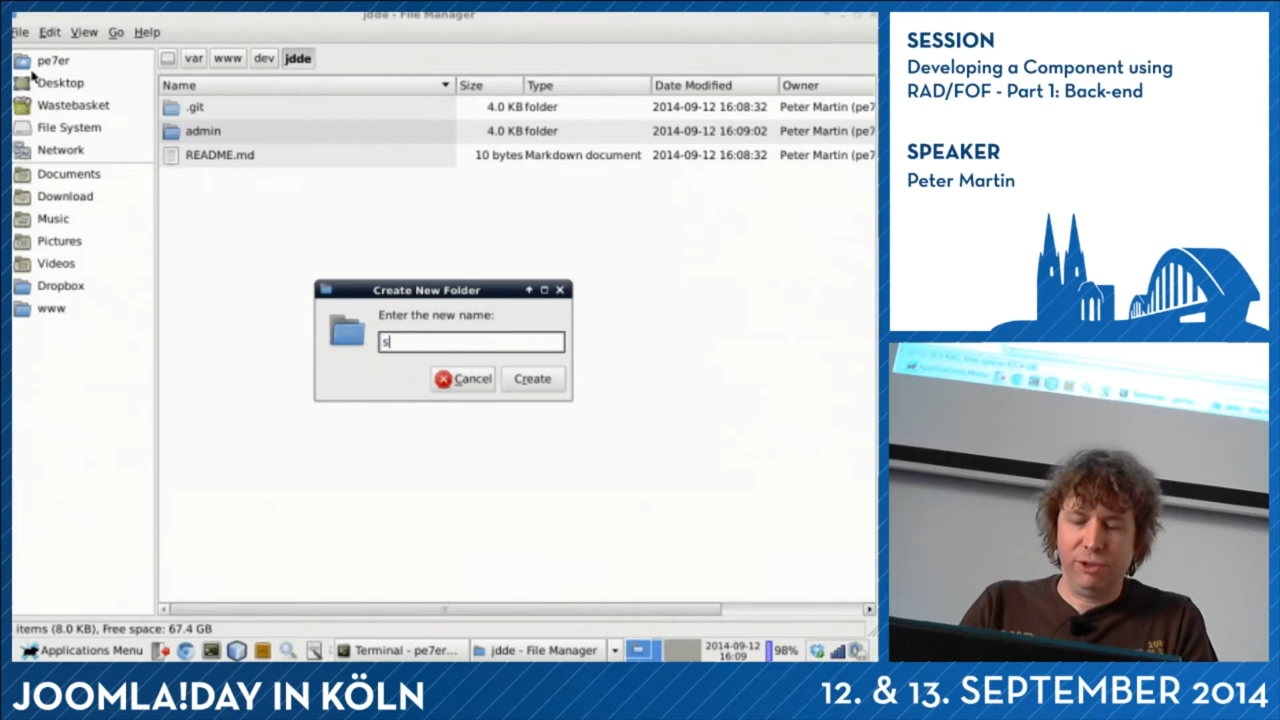 jdde - File Manager
File Edit View Go Help
pe7er
Desktop
Wastebasket
File System
Network
Documents
Download
Music
Pictures
Videos
Dropbox
www
var www dev jdde
Name Size Type Date Modified Owner
.git 4.0 KB folder 2014-09-12 16:08:32 Peter Martin (pe7
admin 4.0 KB folder 2014-09-12 16:09:02 Peter Martin (pe7
README.md 10 bytes Markdown document 2014-09-12 16:08:32 Peter Martin (pe7
Create New Folder
Enter the new name:
s
Cancel Create
items (8.0 KB), Free space: 67.4 GB
Applications Menu Terminal - pe7er... jdde - File Manager 2014-09-12 98%
16:09
SESSION
Developing a Component using
RAD/FOF - Part 1: Back-end
SPEAKER
Peter Martin
Applications Menu
JOOMLA!DAY IN KÖLN
12. & 13. SEPTEMBER 2014